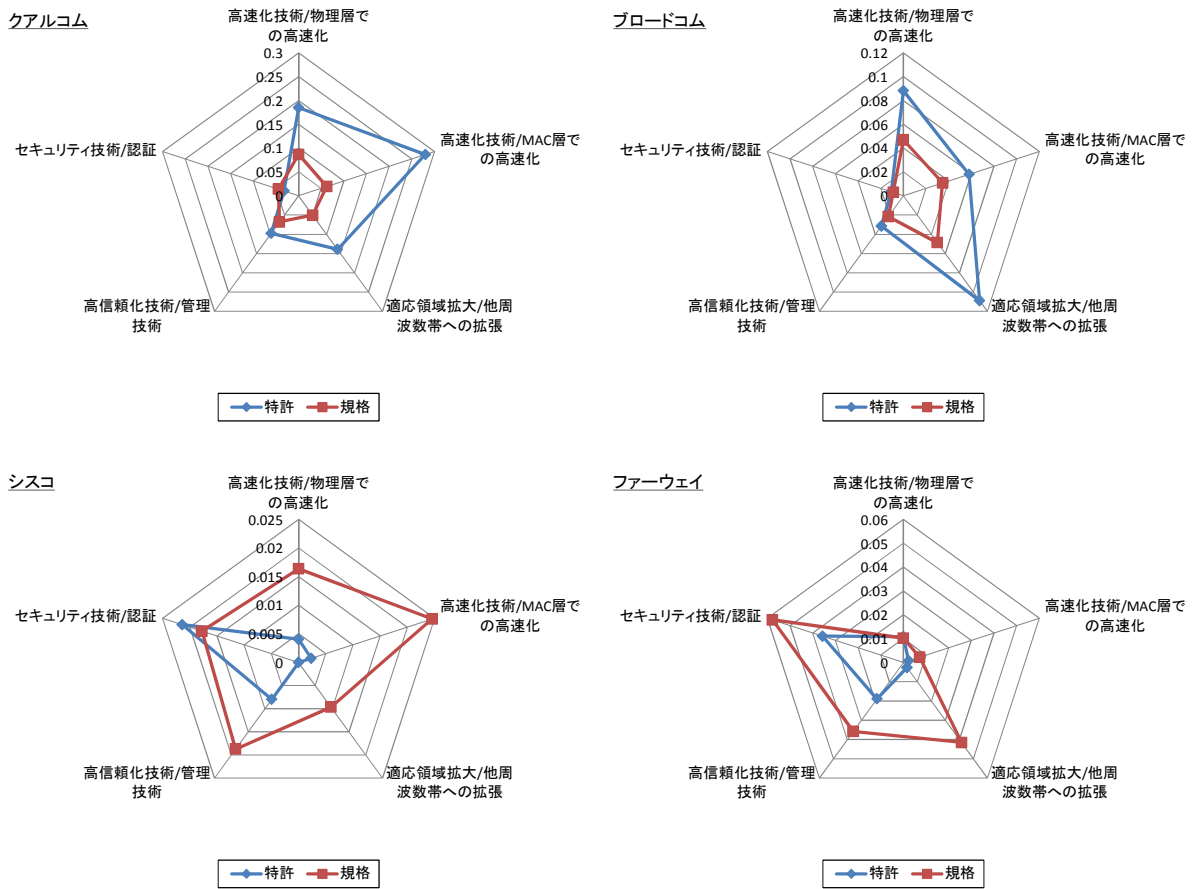 クアルコム
高速化技術/物理層で
の高速化
0.3
0.25
0.2
0.15
0.1
0.05
0
高速化技術/MAC層で
の高速化
適応領域拡大/他周
波数帯への拡張
高信頼化技術/管理
技術
セキュリティ技術/認証
特許
規格
ブロードコム
高速化技術/物理層で
の高速化
0.12
0.1
0.08
0.06
0.04
0.02
0
高速化技術/MAC層で
の高速化
適応領域拡大/他周
波数帯への拡張
高信頼化技術/管理
技術
セキュリティ技術/認証
特許
規格
シスコ
高速化技術/物理層で
の高速化
0.025
0.02
0.015
0.010
0.005
0
高速化技術/MAC層で
の高速化
適応領域拡大/他周
波数帯への拡張
高信頼化技術/管理
技術
セキュリティ技術/認証
特許
規格
ファーウェイ
高速化技術/物理層で
の高速化
0.06
0.05
0.04
0.03
0.02
0.01
0
高速化技術/MAC層で
の高速化
適応領域拡大/他周
波数帯への拡張
高信頼化技術/管理
技術
セキュリティ技術/認証
特許
規格